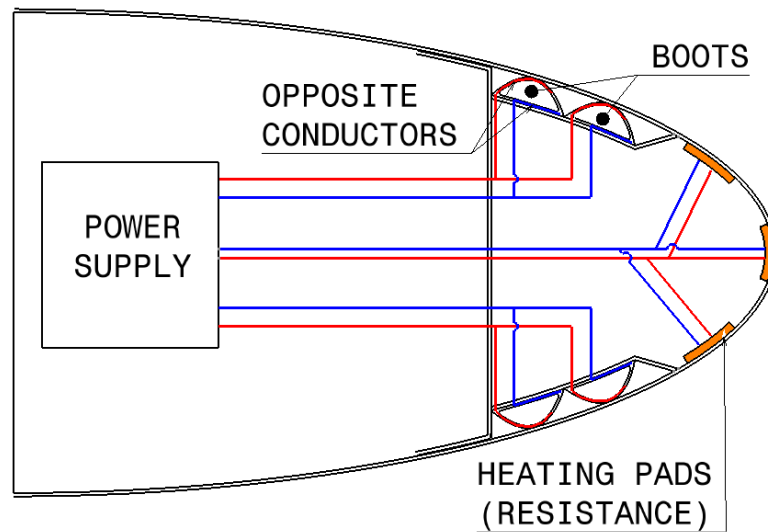 BOOTS
OPPOSITE
CONDUCTORS
POWER
SUPPLY
HEATING PADS
(RESISTANCE)